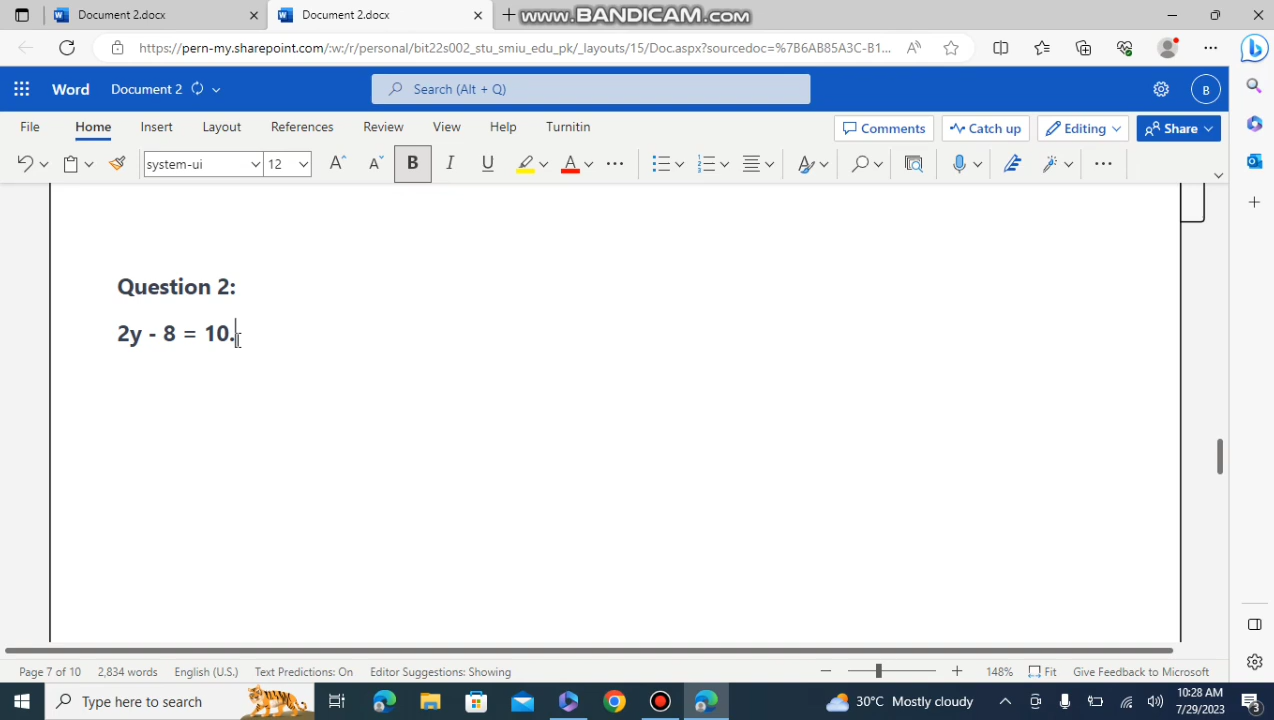 Document 2.docx
Document 2.docx
www.BANDICAM.com
https://pern-my.sharepoint.com/:w:/r/personal/bit22s002_stu_smiu_edu_pk/_layouts/15/Doc.aspx?sourcedoc=%7B6AB85A3C-B1...
Word
Document 2
Search (Alt + Q)
B
File
Home
Insert
Layout
References
Review
View
Help
Turnitin
Comments
Catch up
Editing
Share
system-ui
12
B
I
U
Question 2:
2y - 8 = 10.
Page 7 of 10
2,834 words
English (U.S.)
Text Predictions: On
Editor Suggestions: Showing
148%
Fit
Give Feedback to Microsoft
Type here to search
30°C Mostly cloudy
10:28 AM
7/29/2023
3